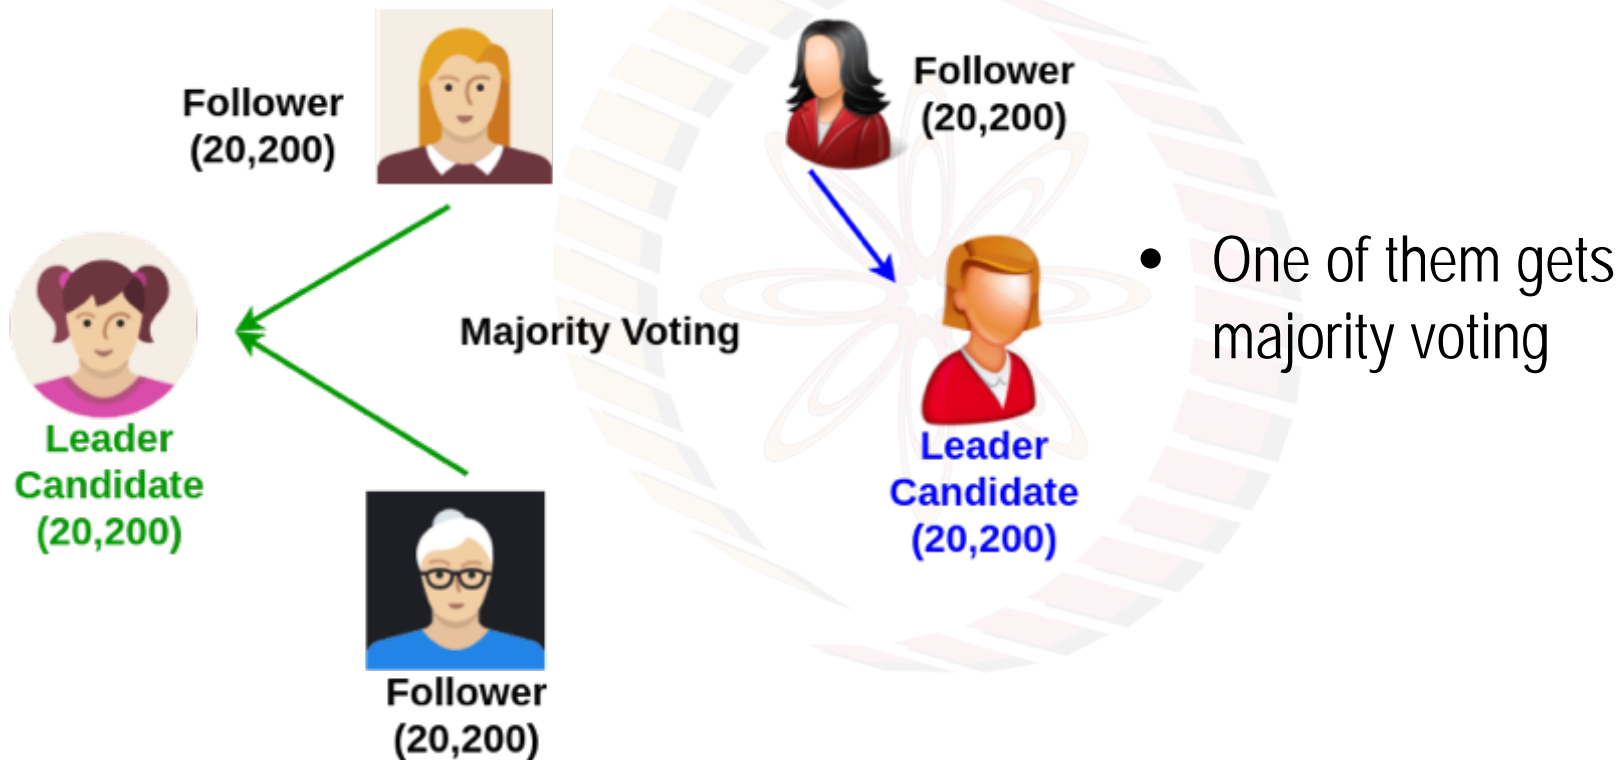 Follower
(20,200)
Follower
(20,200)
Majority Voting
Leader
Candidate
(20,200)
Leader
Candidate
(20,200)
Follower
(20,200)
• One of them gets
majority voting